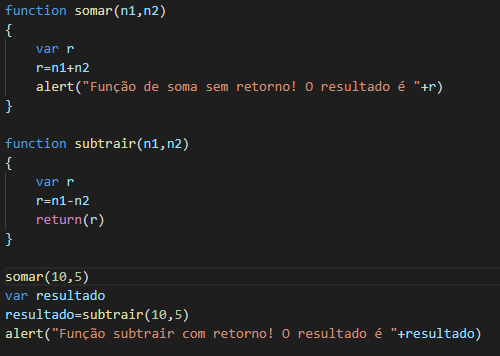 function somar(n1,n2)
{
    var r
    r=n1+n2
    alert("Função de soma sem retorno! O resultado é "+r)
}
function subtrair(n1,n2)
{
    var r
    r=n1-n2
    return(r)
}
somar(10,5)
var resultado
resultado=subtrair(10,5)
alert("Função subtrair com retorno! O resultado é "+resultado)